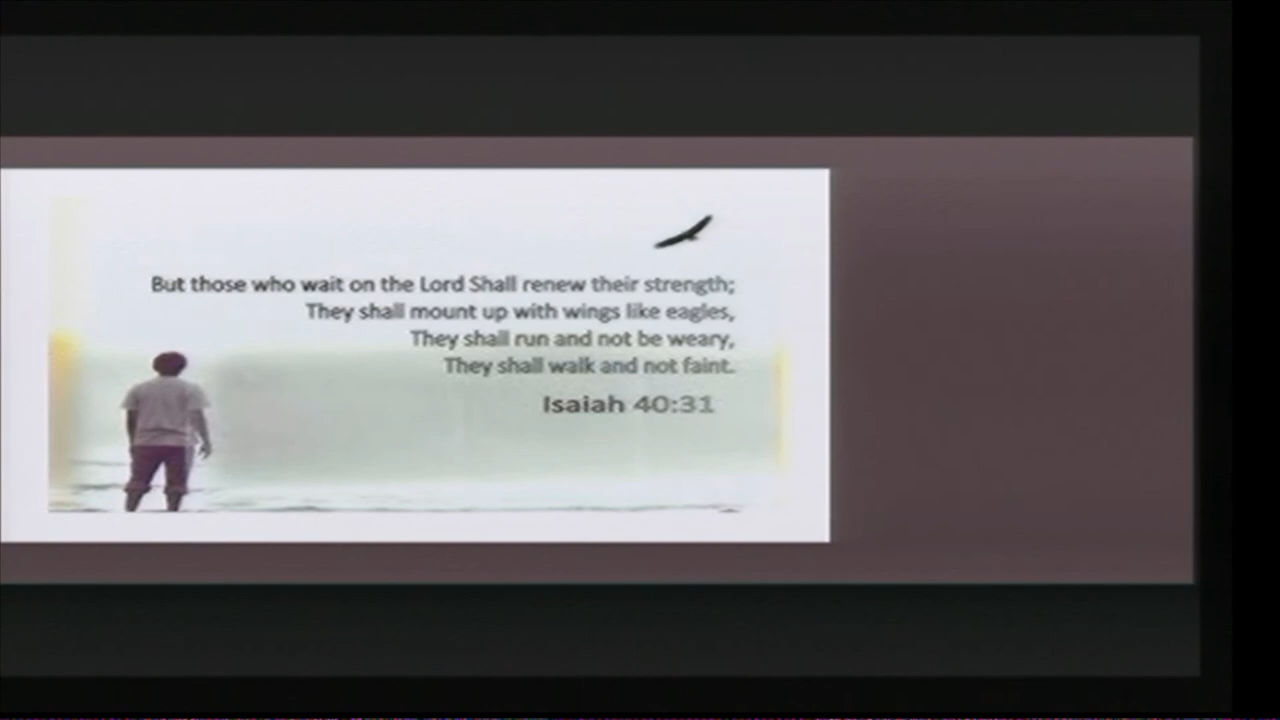 But those who wait on the Lord Shall renew their strength;
They shall mount up with wings like eagles,
They shall run and not be weary,
They shall walk and not faint.
Isaiah 40:31